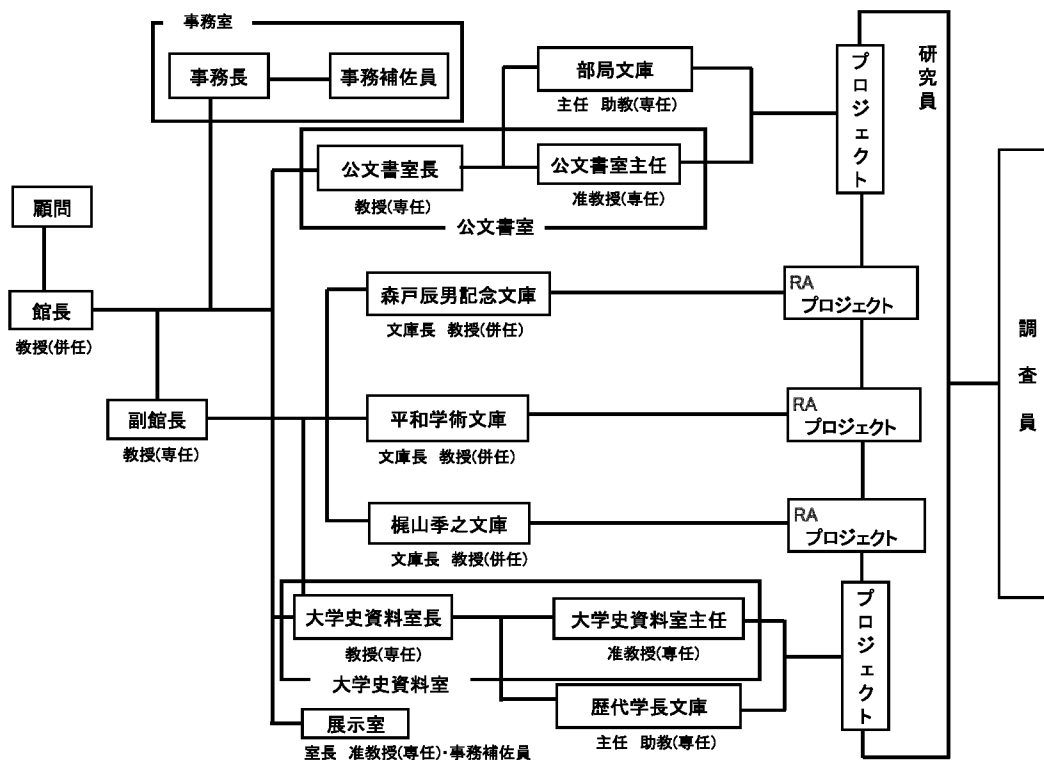 事務室
事務長
事務補佐員
部局文庫
主任 助教(専任)
プロジェクト
研究員
公文書室長
教授(専任)
公文書室主任
准教授(専任)
公文書室
顧問
館長
教授(併任)
森戸辰男記念文庫
文庫長 教授(併任)
RA
プロジェクト
調査員
副館長
教授(専任)
平和学術文庫
文庫長 教授(併任)
RA
プロジェクト
梶山季之文庫
文庫長 教授(併任)
RA
プロジェクト
大学史資料室長
教授(専任)
大学史資料室主任
准教授(専任)
大学史資料室
プロジェクト
歴代学長文庫
主任 助教(専任)
展示室
室長 准教授(専任)・事務補佐員